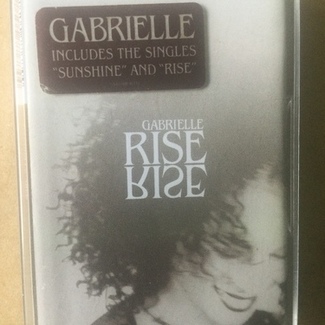 GABRIELLE
INCLUDES THE SINGLES
"SUNSHINE" AND "RISE"
GABRIELLE
RISE
RISE